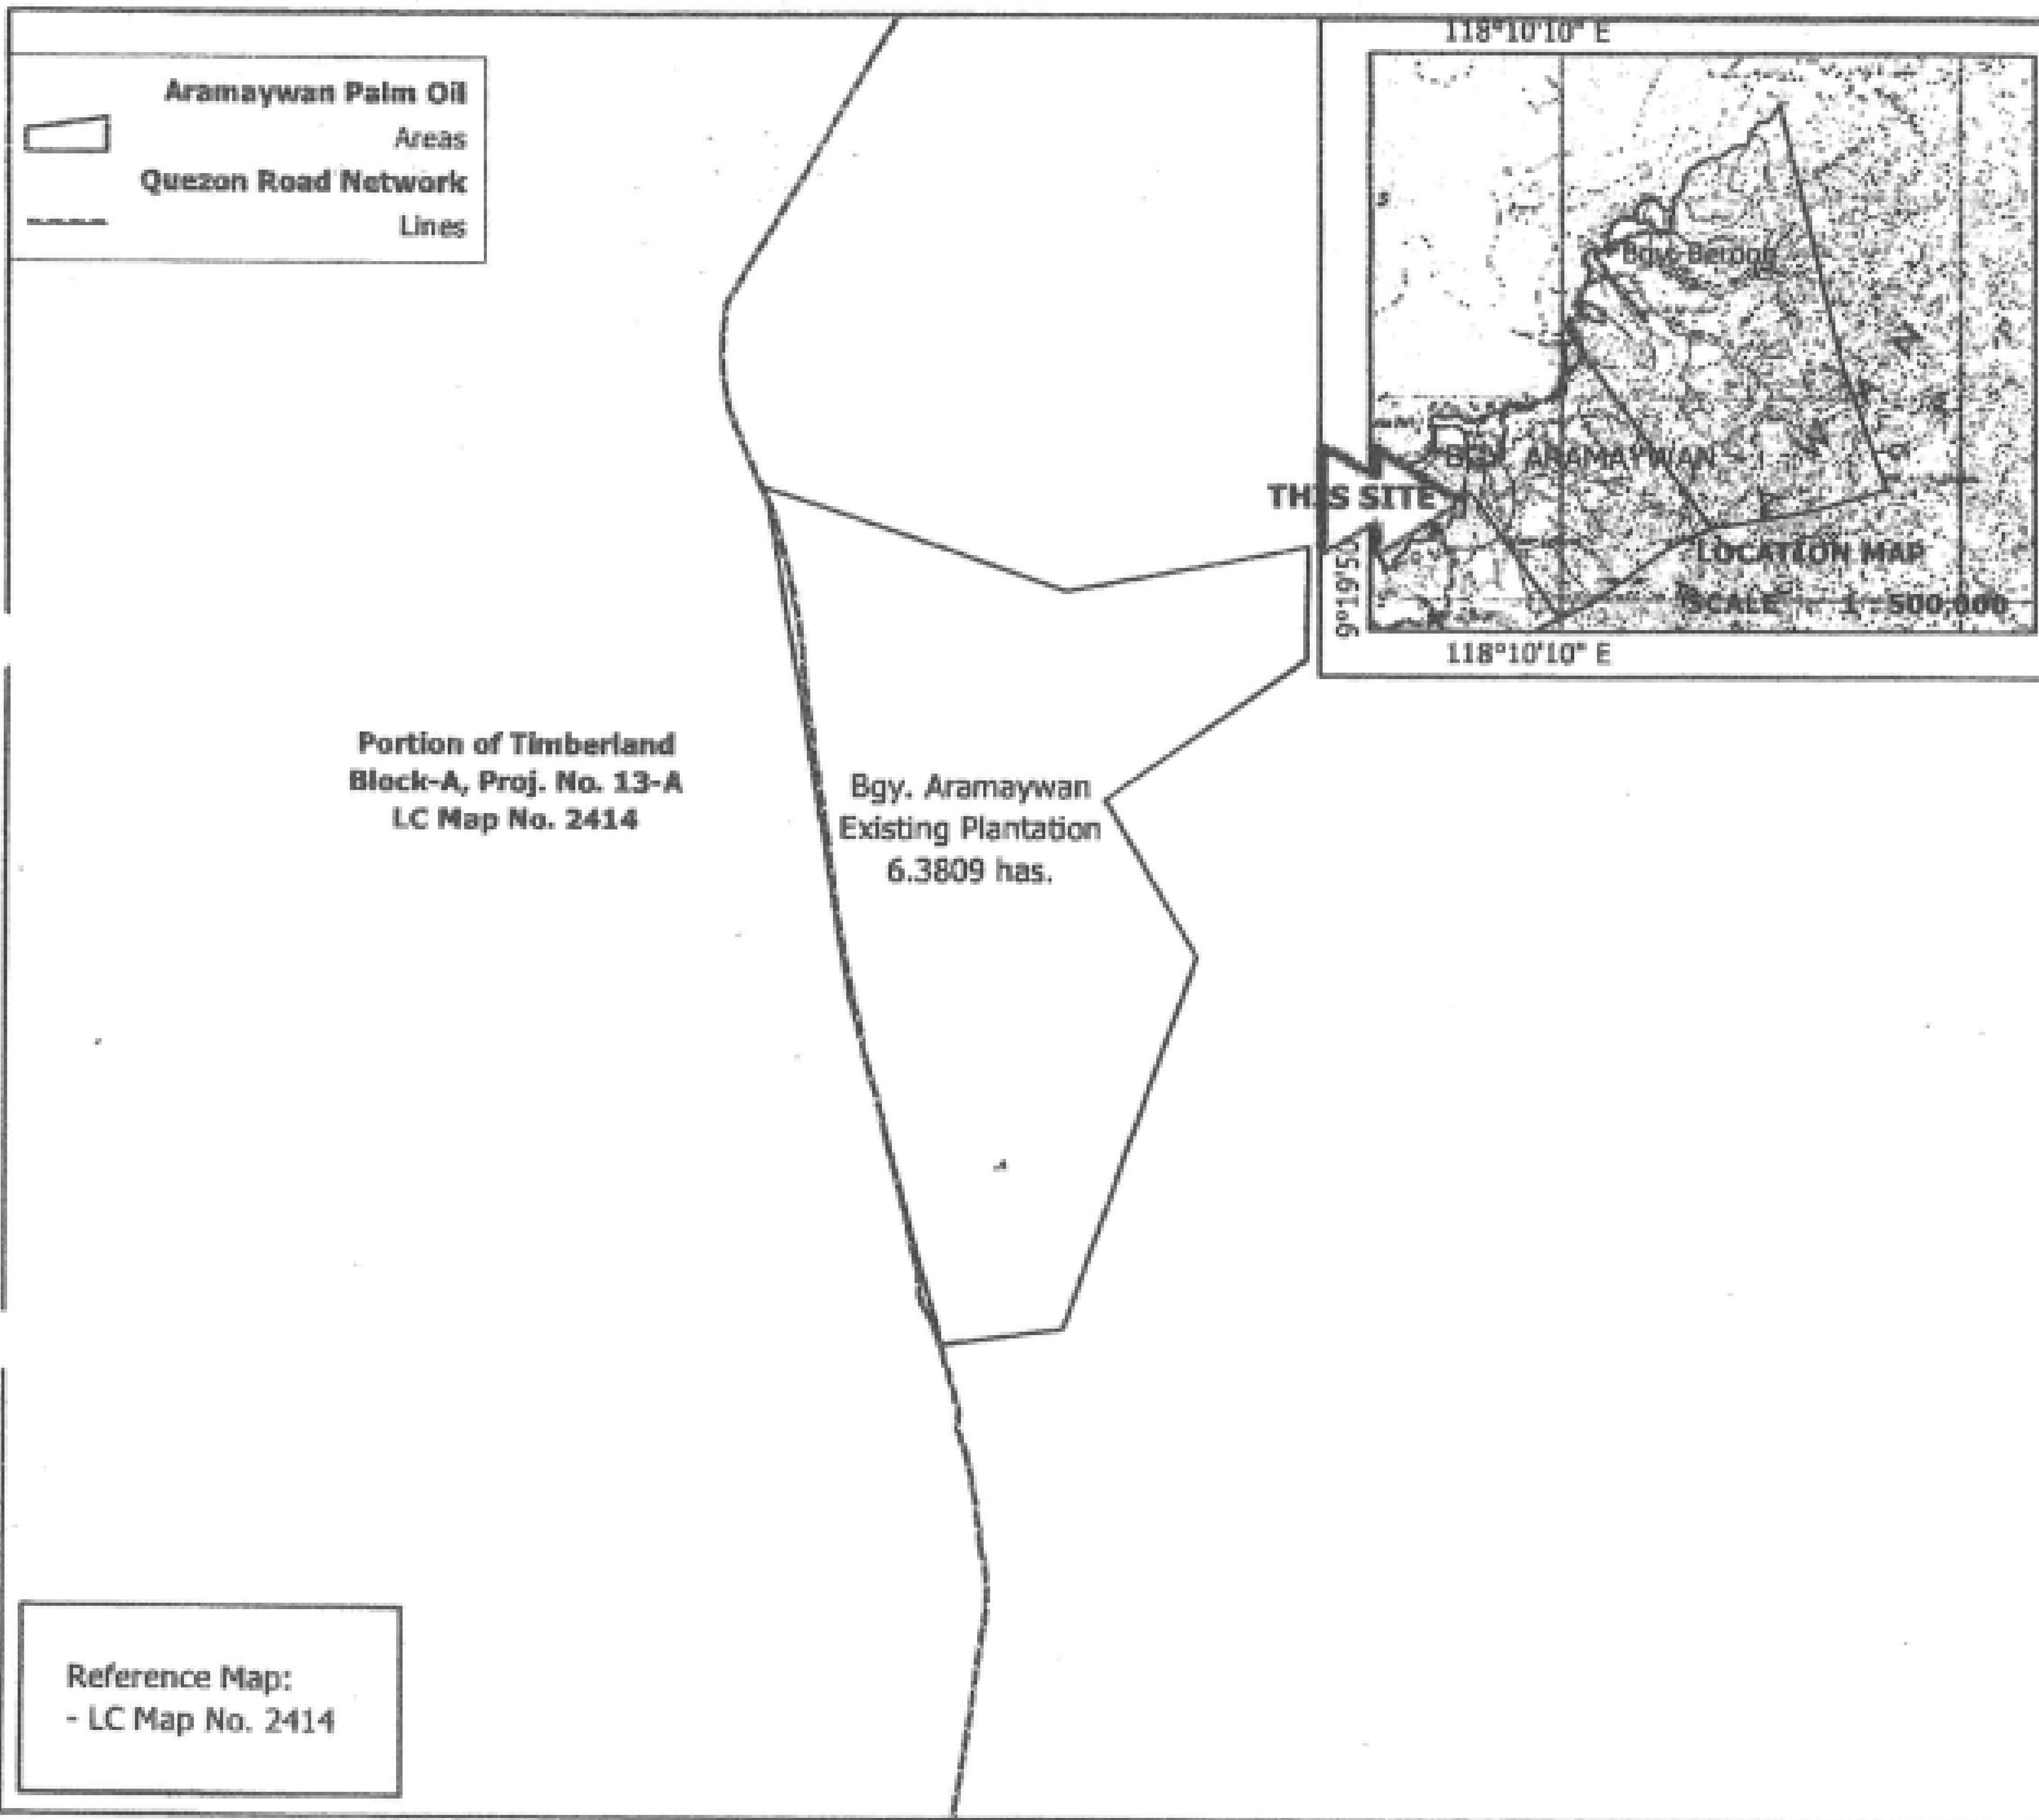 Aramaywan Palm Oil
Areas
Quezon Road Network
Lines
118°10'10" E
Bgy. Berong
BGY. ARAMAYWAN
THIS SITE
LOCATION MAP
SCALE : 1 : 500,000
9°19'5
118°10'10" E
Portion of Timberland
Block-A, Proj. No. 13-A
LC Map No. 2414
Bgy. Aramaywan
Existing Plantation
6.3809 has.
Reference Map:
- LC Map No. 2414